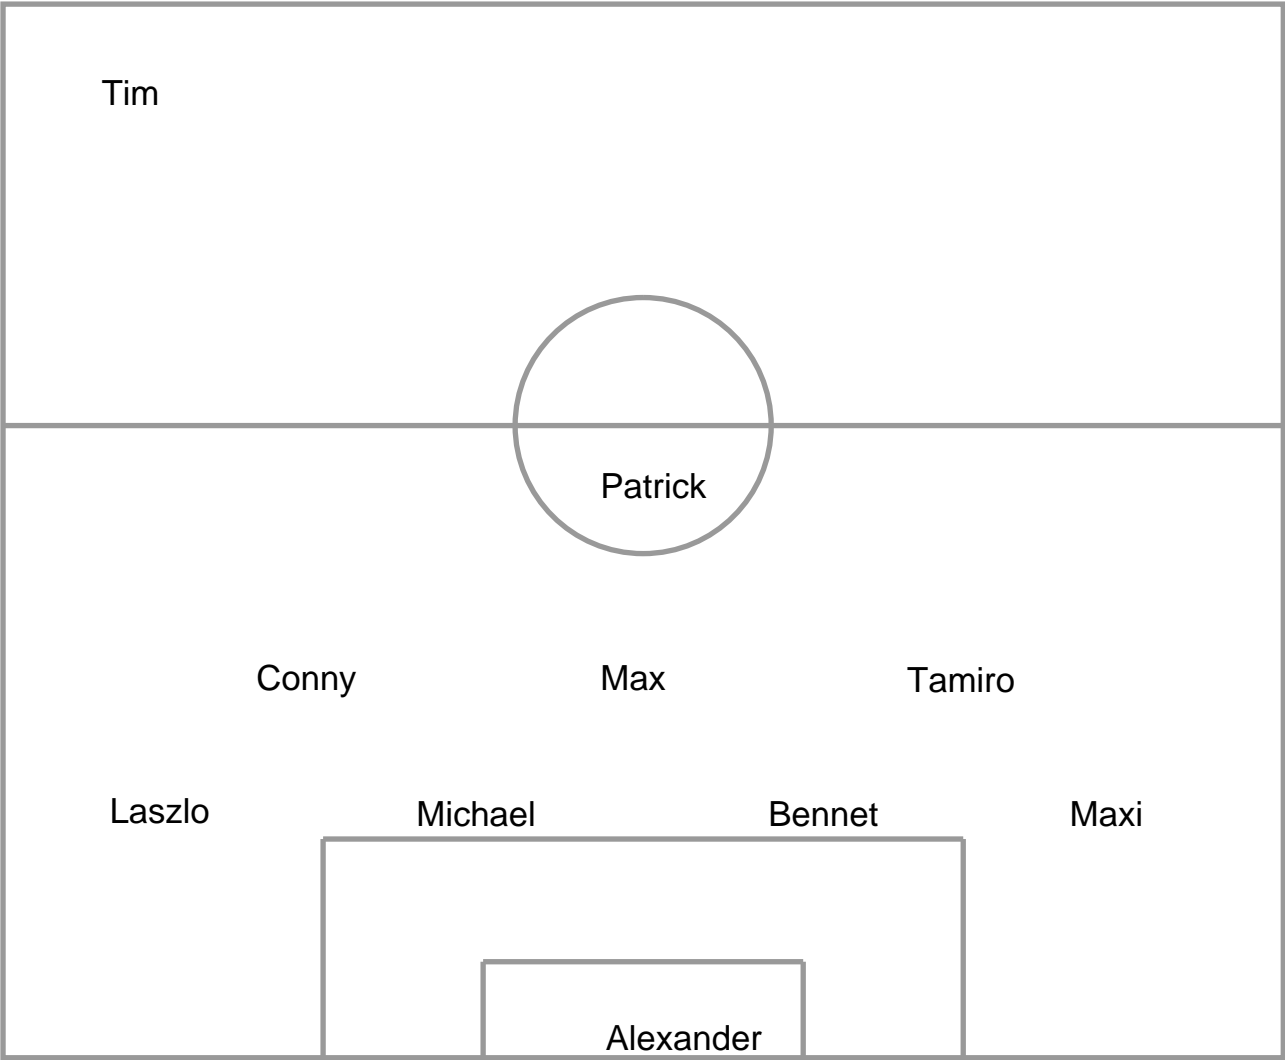 Tim
Patrick
Conny Max Tamiro
Laszlo Michael Bennet Maxi
Alexander